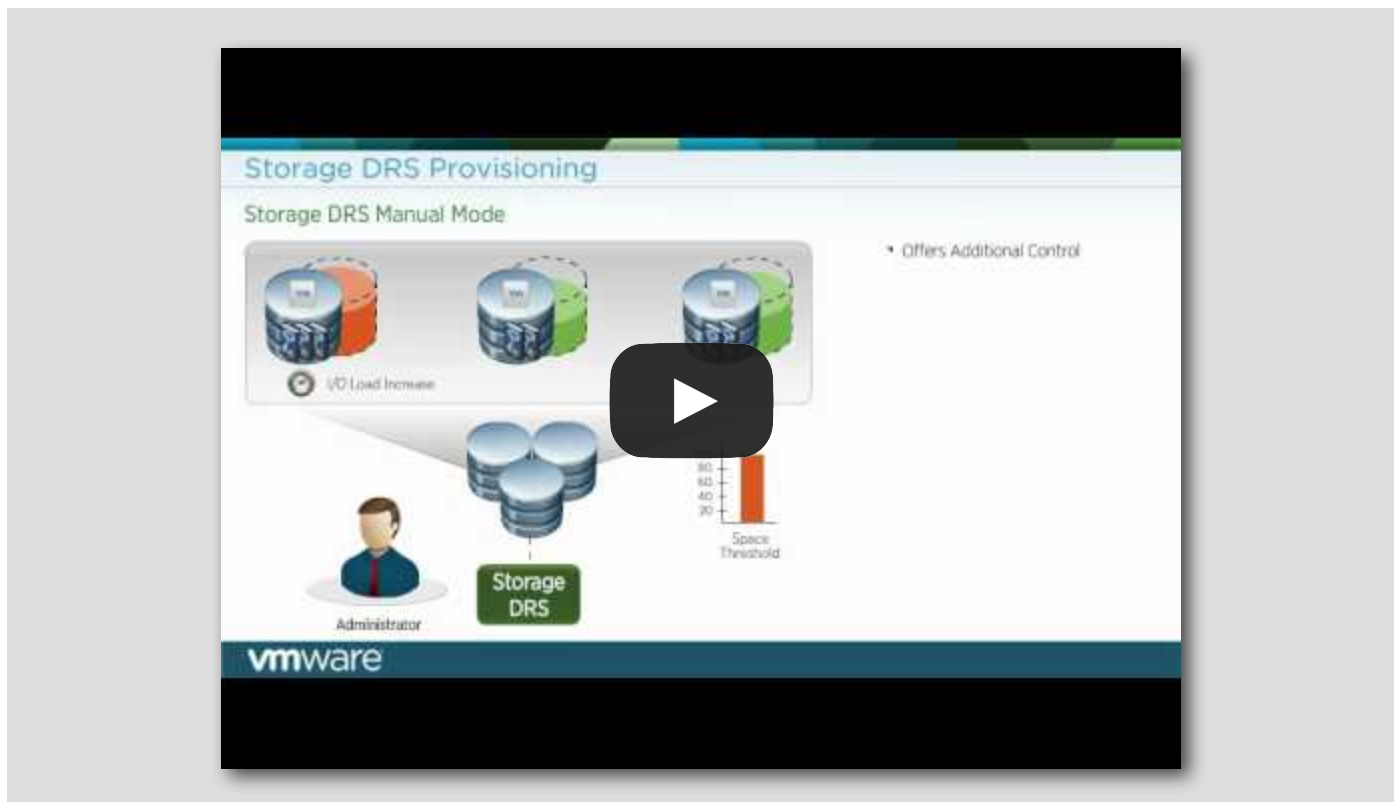 Storage DRS Provisioning
Storage DRS Manual Mode
• Offers Additional Control
I/O Load Increase
80
60
40
20
Space
Threshold
Storage
DRS
Administrator
vmware